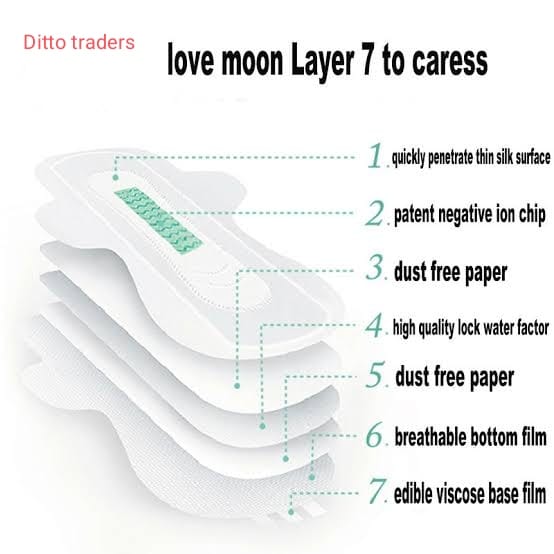 Ditto traders
love moon Layer 7 to caress
1. quickly penetrate thin silk surface
2. patent negative ion chip
3. dust free paper
4. high quality lock water factor
5. dust free paper
6. breathable bottom film
7. edible viscose base film